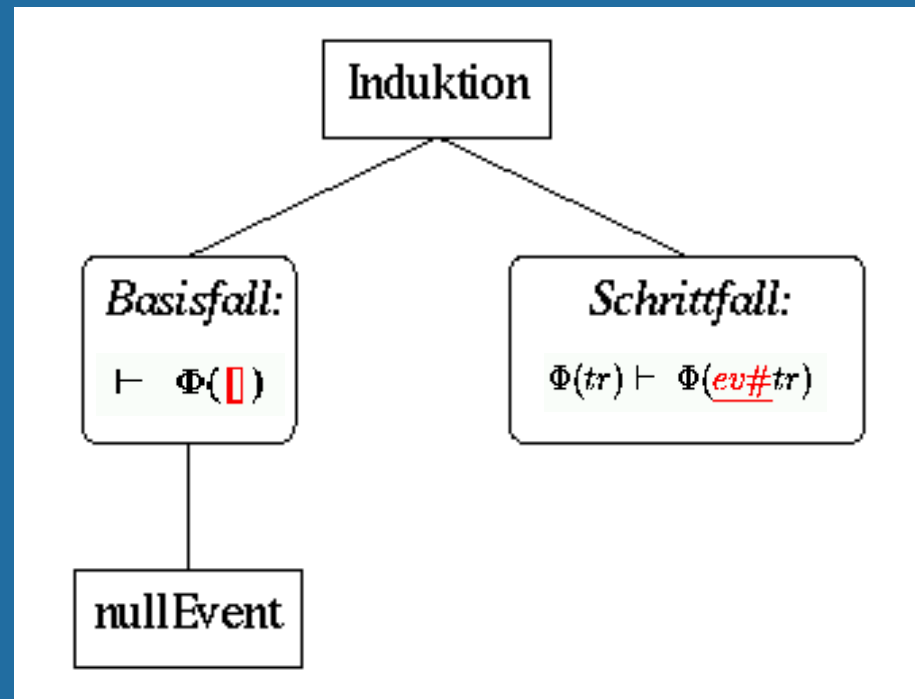 Induktion
Basisfall:
⊢ Φ([])
Schrittfall:
Φ(tr) ⊢ Φ(ev#tr)
nullEvent